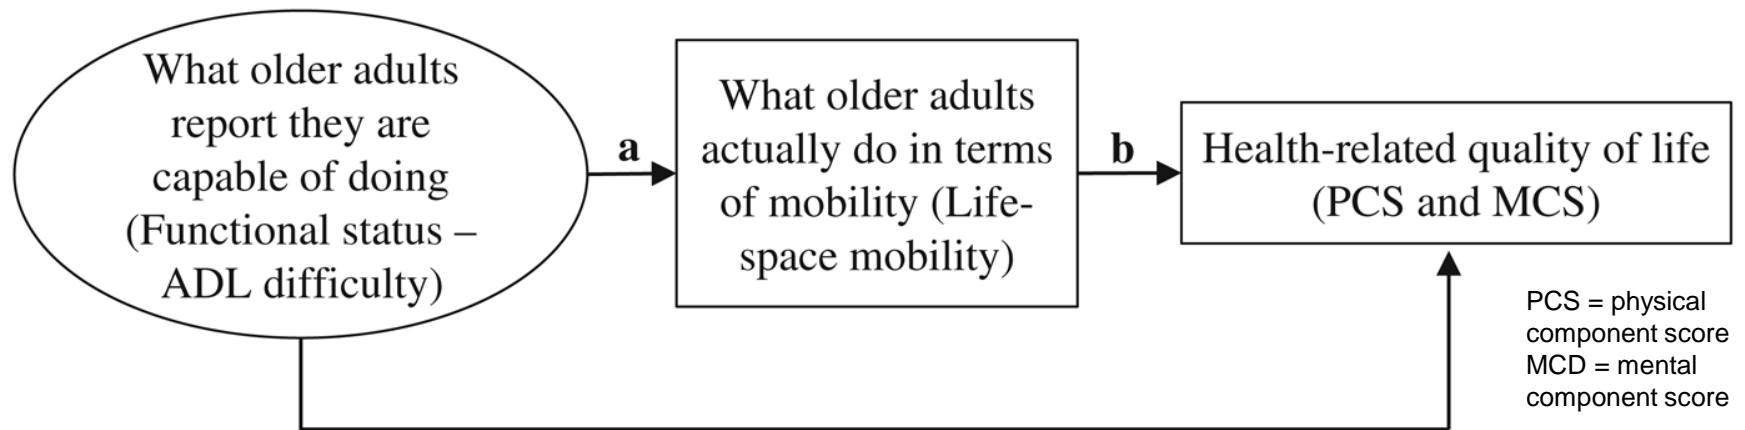 What older adults
report they are
capable of doing
(Functional status –
ADL difficulty)
a
What older adults
actually do in terms
of mobility (Life-
space mobility)
b
Health-related quality of life
(PCS and MCS)
PCS = physical
component score
MCD = mental
component score